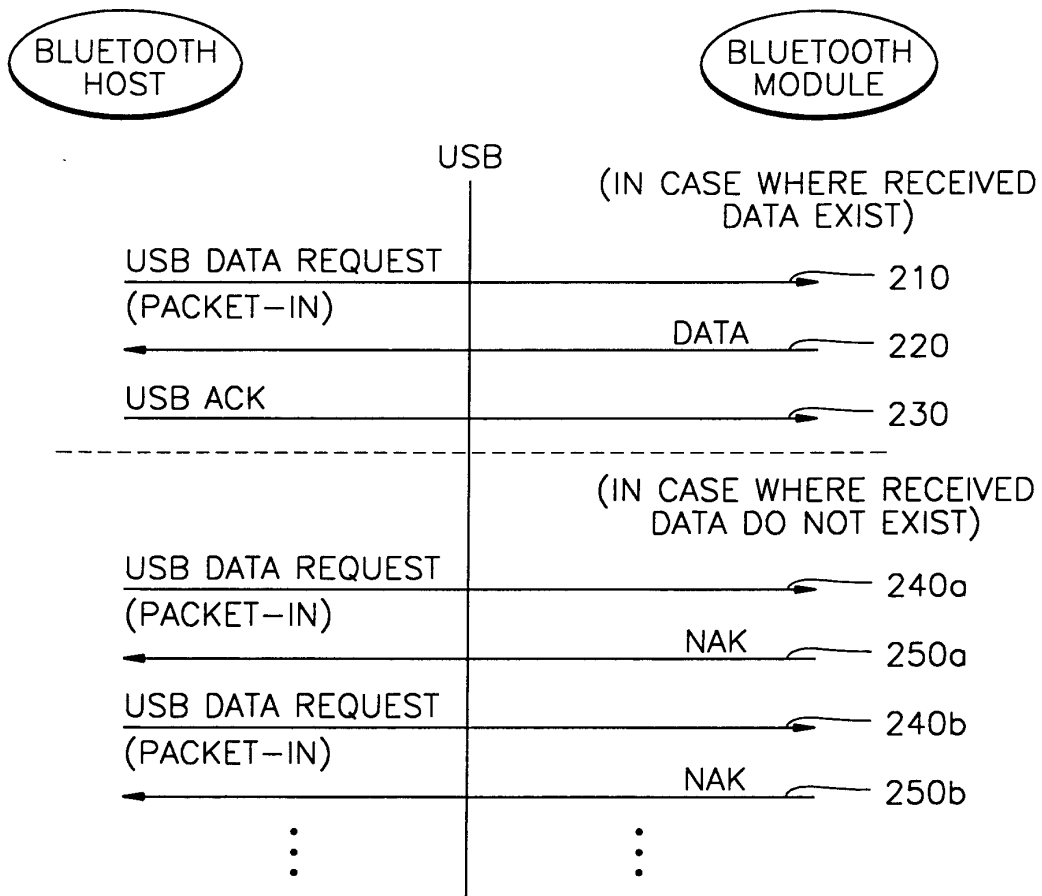 BLUETOOTH
HOST
BLUETOOTH
MODULE
USB
(IN CASE WHERE RECEIVED
DATA EXIST)
USB DATA REQUEST
210
(PACKET-IN)
DATA
220
USB ACK
230
(IN CASE WHERE RECEIVED
DATA DO NOT EXIST)
USB DATA REQUEST
240a
(PACKET-IN)
NAK
250a
USB DATA REQUEST
240b
(PACKET-IN)
NAK
250b